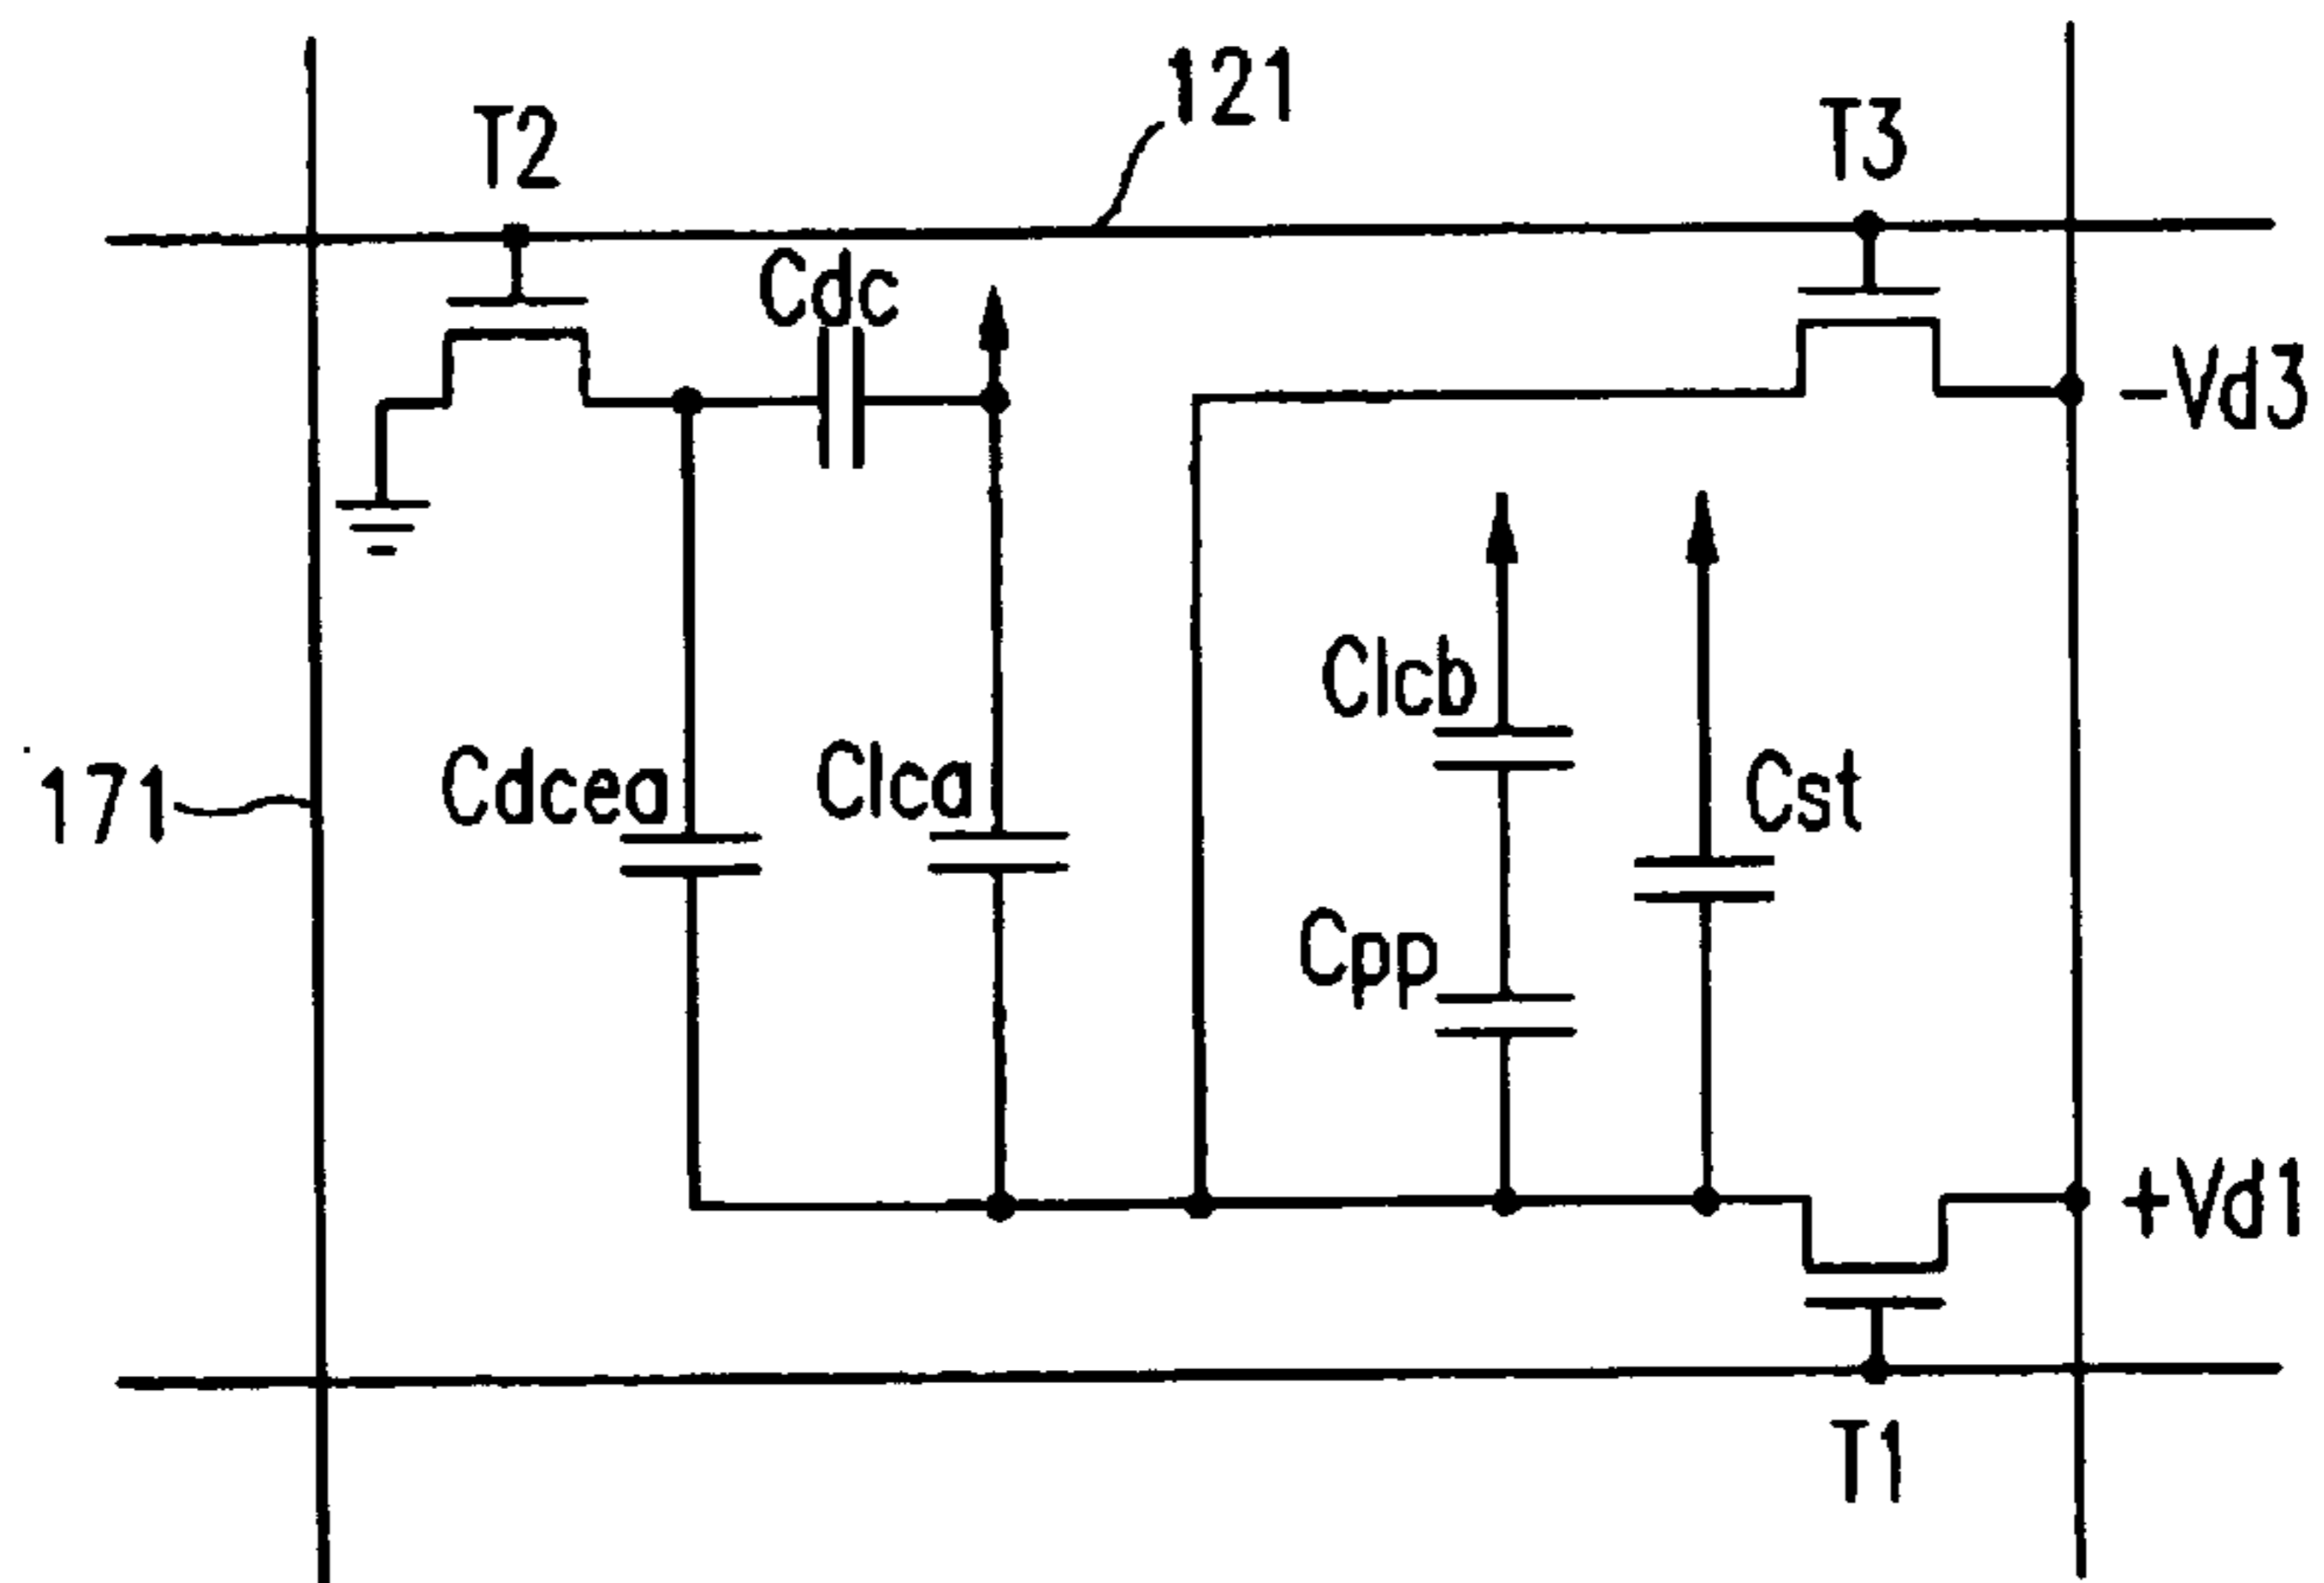 121
T2
T3
Cdc
-Vd3
Clcb
171
Cdcea
Clca
Cst
Cpp
+Vd1
T1